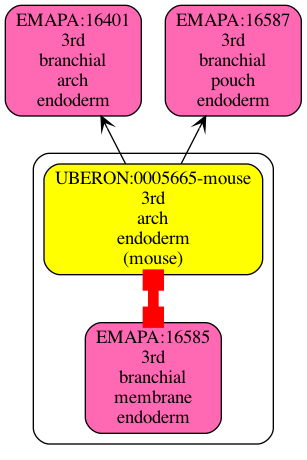 EMAPA:16401
3rd
branchial
arch
endoderm
EMAPA:16587
3rd
branchial
pouch
endoderm
UBERON:0005665-mouse
3rd
arch
endoderm
(mouse)
EMAPA:16585
3rd
branchial
membrane
endoderm